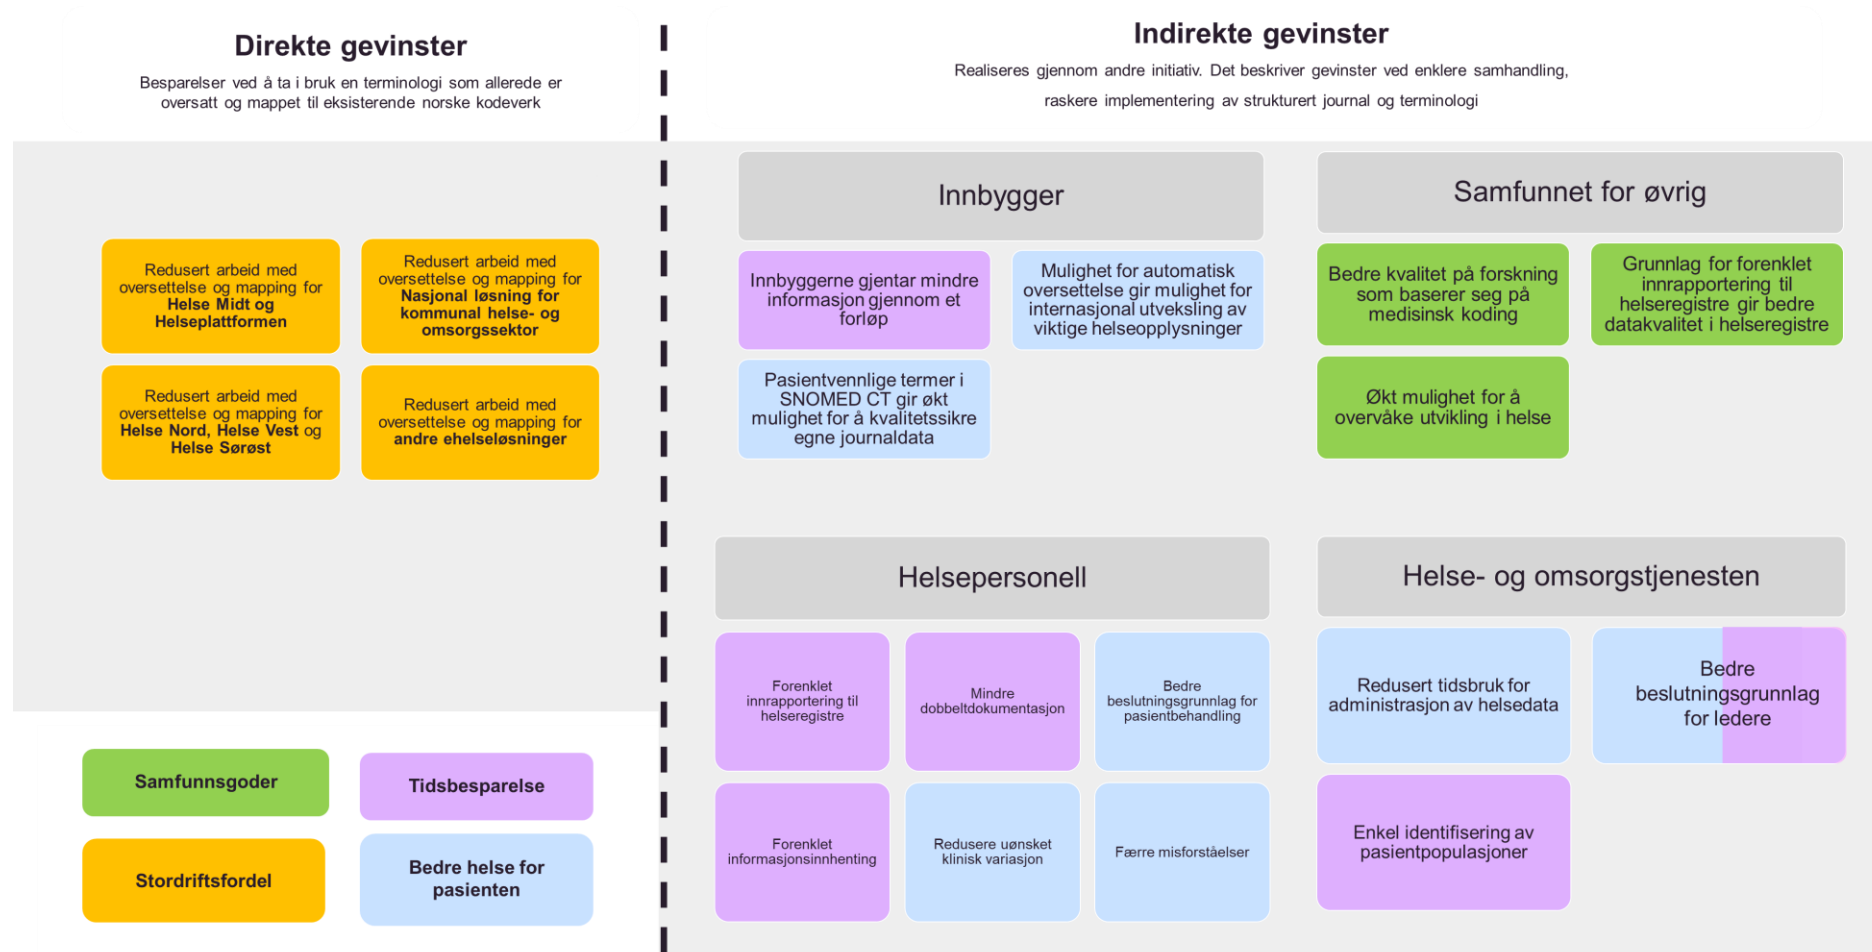 Direkte gevinster
Besparelser ved å ta i bruk en terminologi som allerede er
oversatt og mappet til eksisterende norske kodeverk
Redusert arbeid med
oversettelse og mapping for
Helse Midt og
Helseplattformen
Redusert arbeid med
oversettelse og mapping for
Nasjonal løsning for
kommunal helse- og
omsorgssektor
Redusert arbeid med
oversettelse og mapping for
Helse Nord, Helse Vest og
Helse Sørøst
Redusert arbeid med
oversettelse og mapping for
andre ehelseløsninger
Samfunnsgoder
Tidsbesparelse
Stordriftsfordel
Bedre helse for
pasienten
Indirekte gevinster
Realiseres gjennom andre initiativ. Det beskriver gevinster ved enklere samhandling,
raskere implementering av strukturert journal og terminologi
Innbygger
Innbyggerne gjentar mindre
informasjon gjennom et
forløp
Mulighet for automatisk
oversettelse gir mulighet for
internasjonal utveksling av
viktige helseopplysninger
Pasientvennlige termer i
SNOMED CT gir økt
mulighet for å kvalitetssikre
egne journaldata
Samfunnet for øvrig
Bedre kvalitet på forskning
som baserer seg på
medisinsk koding
Grunnlag for forenklet
innrapportering til
helseregistre gir bedre
datakvalitet i helseregistre
Økt mulighet for å
overvåke utvikling i helse
Helsepersonell
Forenklet
innrapportering til
helseregistre
Mindre
dobbeltdokumentasjon
Bedre
beslutningsgrunnlag for
pasientbehandling
Forenklet
informasjonsinnhenting
Redusere uønsket
klinisk variasjon
Færre misforståelser
Helse- og omsorgstjenesten
Redusert tidsbruk for
administrasjon av helsedata
Bedre
beslutningsgrunnlag
for ledere
Enkel identifisering av
pasientpopulasjoner